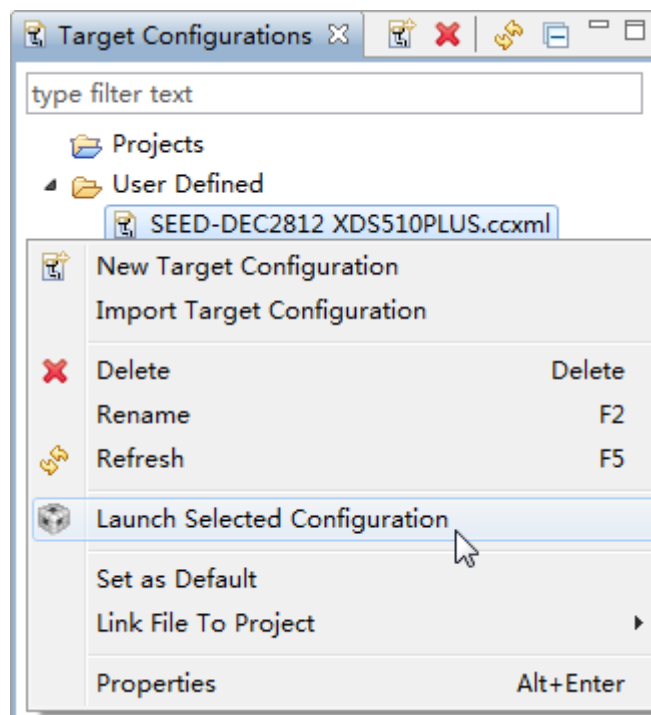 Target Configurations
type filter text
Projects
User Defined
SEED-DEC2812 XDS510PLUS.ccxml
New Target Configuration
Import Target Configuration
Delete Delete
Rename F2
Refresh F5
Launch Selected Configuration
Set as Default
Link File To Project
Properties Alt+Enter